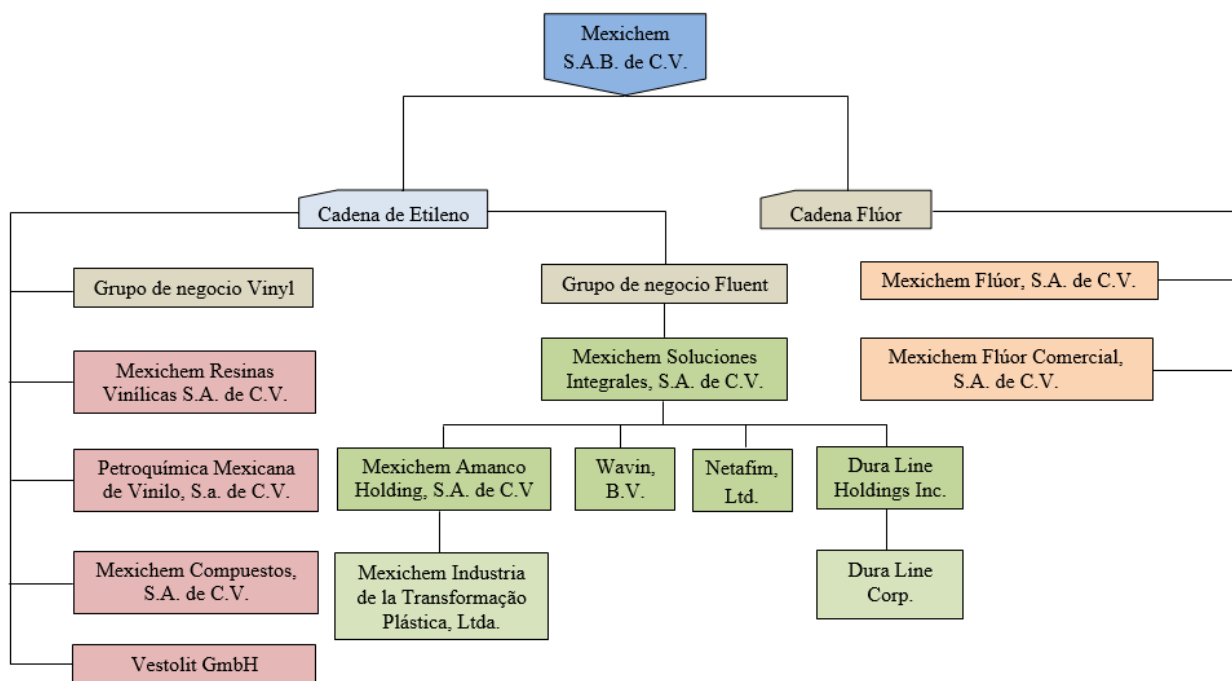 Mexichem
S.A.B. de C.V.
Cadena de Etileno
Cadena Flúor
Grupo de negocio Vinyl
Grupo de negocio Fluent
Mexichem Flúor, S.A. de C.V.
Mexichem Resinas
Vinílicas S.A. de C.V.
Mexichem Soluciones
Integrales, S.A. de C.V.
Mexichem Flúor Comercial,
S.A. de C.V.
Petroquímica Mexicana
de Vinilo, S.a. de C.V.
Mexichem Amanco
Holding, S.A. de C.V
Wavin,
B.V.
Netafim,
Ltd.
Dura Line
Holdings Inc.
Mexichem Compuestos,
S.A. de C.V.
Mexichem Industria
de la Transformação
Plástica, Ltda.
Dura Line
Corp.
Vestolit GmbH